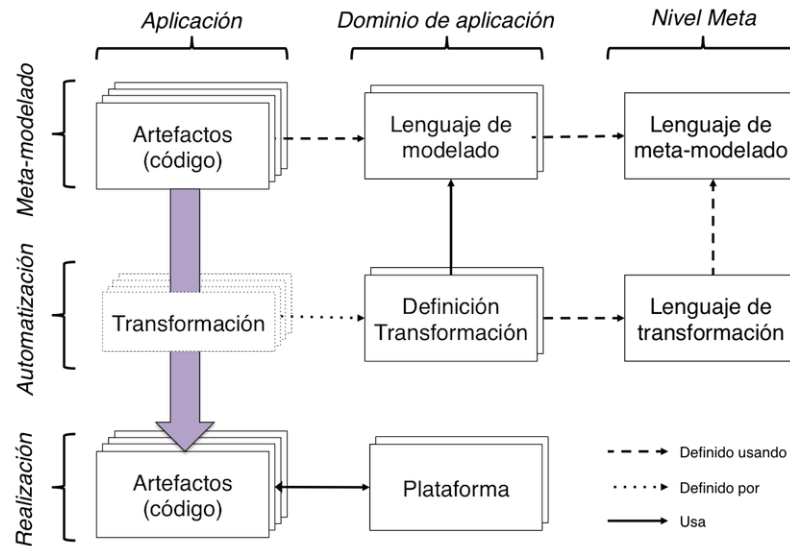 Aplicación
Dominio de aplicación
Nivel Meta
Meta-modelado
Artefactos
(código)
Lenguaje de
modelado
Lenguaje de
meta-modelado
Automatización
Transformación
Definición
Transformación
Lenguaje de
transformación
Realización
Artefactos
(código)
Plataforma
Definido usando
Definido por
Usa